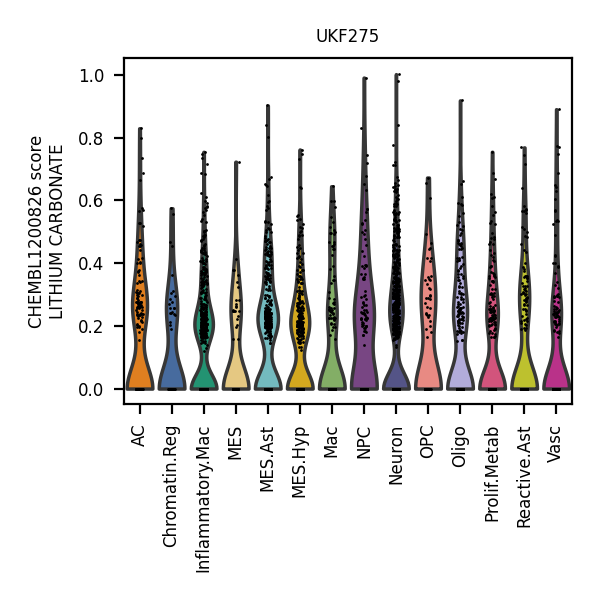 UKF275
CHEMBL1200826 score
LITHIUM CARBONATE
1.0
0.8
0.6
0.4
0.2
0.0
AC
Chromatin.Reg
Inflammatory.Mac
MES
MES.Ast
MES.Hyp
Mac
NPC
Neuron
OPC
Oligo
Prolif.Metab
Reactive.Ast
Vasc